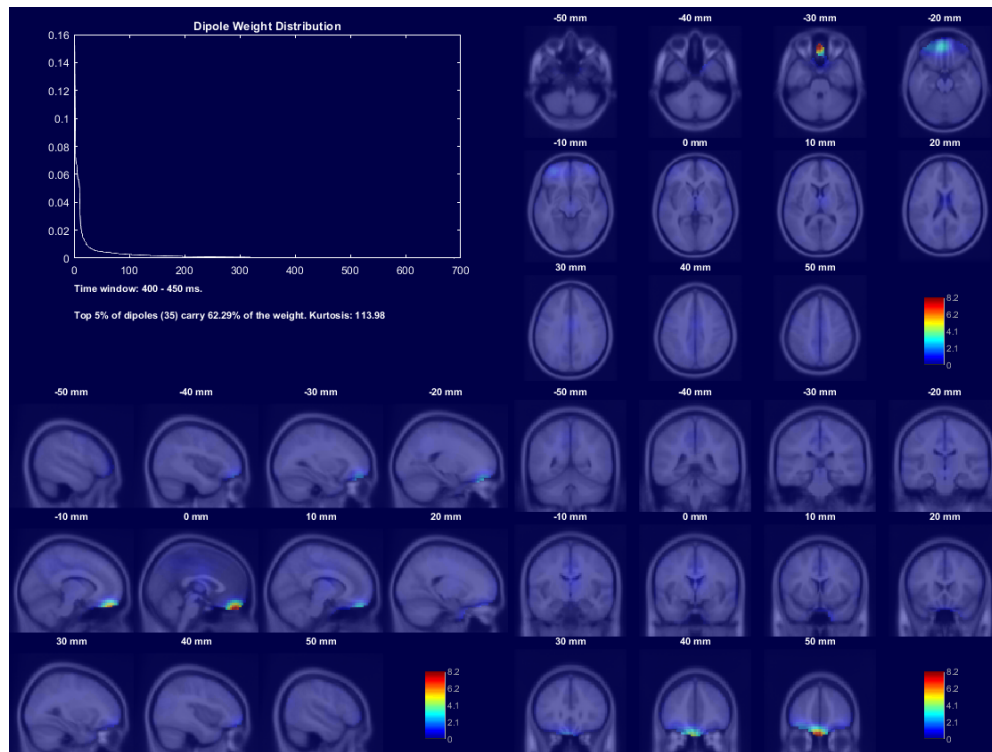 Dipole Weight Distribution
0.16
0.14
0.12
0.1
0.08
0.06
0.04
0.02
0
0 100 200 300 400 500 600 700
Time window: 400 - 450 ms.
Top 5% of dipoles (35) carry 62.29% of the weight. Kurtosis: 113.98
-50 mm -40 mm -30 mm -20 mm
-10 mm 0 mm 10 mm 20 mm
30 mm 40 mm 50 mm
8.2
6.2
4.1
2.1
0
-50 mm -40 mm -30 mm -20 mm
-10 mm 0 mm 10 mm 20 mm
30 mm 40 mm 50 mm
8.2
6.2
4.1
2.1
0
-50 mm -40 mm -30 mm -20 mm
-10 mm 0 mm 10 mm 20 mm
30 mm 40 mm 50 mm
8.2
6.2
4.1
2.1
0